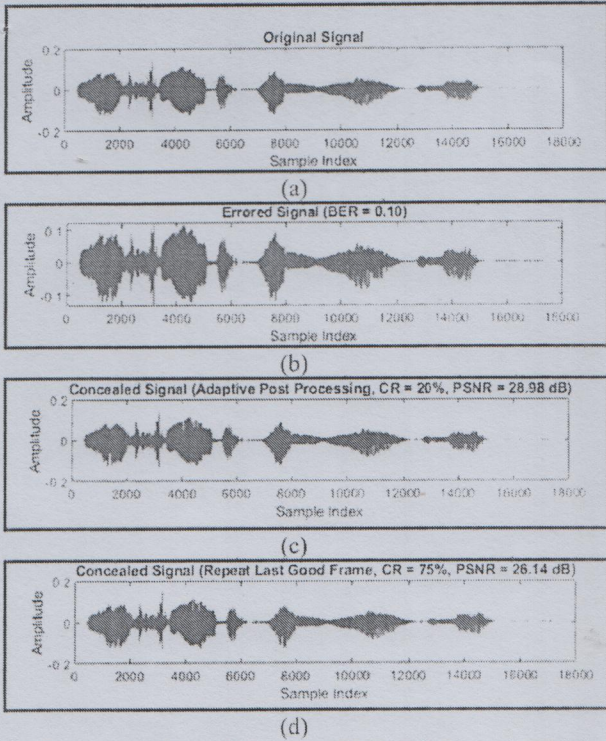 Original Signal
0.2
0
-0.2
Amplitude
0 2000 4000 6000 8000 10000 12000 14000 16000 18000
Sample Index
(a)
Errored Signal (BER = 0.10)
0.1
0
-0.1
Amplitude
0 2000 4000 6000 8000 10000 12000 14000 16000 18000
Sample Index
(b)
Concealed Signal (Adaptive Post Processing, CR = 20%, PSNR = 28.98 dB)
0.2
0
-0.2
Amplitude
0 2000 4000 6000 8000 10000 12000 14000 16000 18000
Sample Index
(c)
Concealed Signal (Repeat Last Good Frame, CR = 75%, PSNR = 26.14 dB)
0.2
0
-0.2
Amplitude
0 2000 4000 6000 8000 10000 12000 14000 16000 18000
Sample Index
(d)